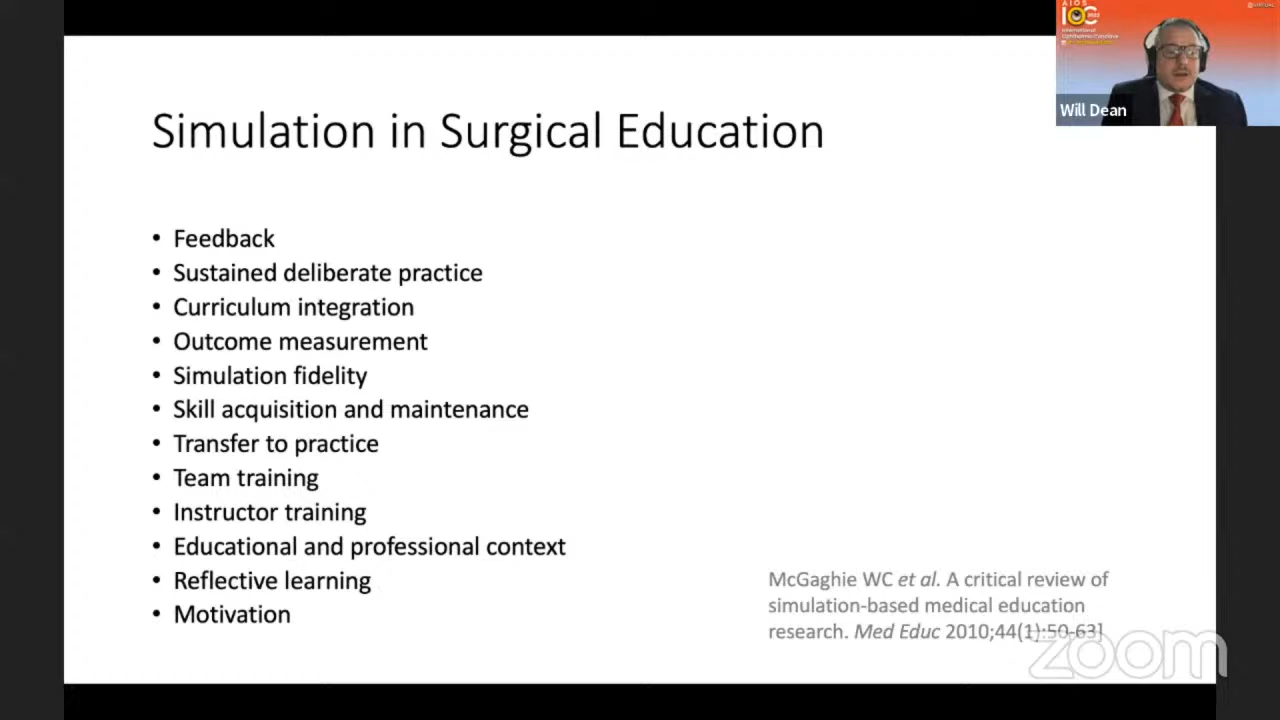 AIOS
IOC
Will Dean
Simulation in Surgical Education
• Feedback
• Sustained deliberate practice
• Curriculum integration
• Outcome measurement
• Simulation fidelity
• Skill acquisition and maintenance
• Transfer to practice
• Team training
• Instructor training
• Educational and professional context
• Reflective learning
• Motivation
McGaghie WC et al. A critical review of
simulation-based medical education
research. Med Educ 2010;44(1):50-63]
zoom